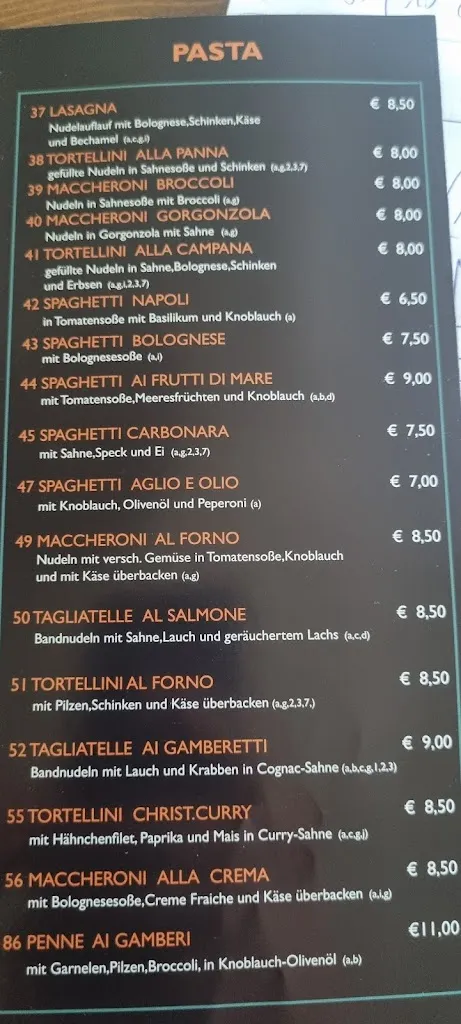 PASTA
37 LASAGNA € 8,50
Nudelauflauf mit Bolognese,Schinken,Käse
und Bechamel (a,c,g,i)
38 TORTELLINI ALLA PANNA € 8,00
gefüllte Nudeln in Sahnesoße und Schinken (a,g,2,3,7)
39 MACCHERONI BROCCOLI € 8,00
Nudeln in Sahnesoße mit Broccoli (a,g)
40 MACCHERONI GORGONZOLA € 8,00
Nudeln in Gorgonzola mit Sahne (a,g)
41 TORTELLINI ALLA CAMPANA € 8,00
gefüllte Nudeln in Sahne,Bolognese,Schinken
und Erbsen (a,g,i,2,3,7)
42 SPAGHETTI NAPOLI € 6,50
in Tomatensoße mit Basilikum und Knoblauch (a)
43 SPAGHETTI BOLOGNESE € 7,50
mit Bolognesesoße (a,i)
44 SPAGHETTI AI FRUTTI DI MARE € 9,00
mit Tomatensoße,Meeresfrüchten und Knoblauch (a,b,d)
45 SPAGHETTI CARBONARA € 7,50
mit Sahne,Speck und Ei (a,g,2,3,7)
47 SPAGHETTI AGLIO E OLIO € 7,00
mit Knoblauch, Olivenöl und Peperoni (a)
49 MACCHERONI AL FORNO € 8,50
Nudeln mit versch. Gemüse in Tomatensoße,Knoblauch
und mit Käse überbacken (a,g)
50 TAGLIATELLE AL SALMONE € 8,50
Bandnudeln mit Sahne,Lauch und geräuchertem Lachs (a,c,d)
51 TORTELLINI AL FORNO € 8,50
mit Pilzen,Schinken und Käse überbacken (a,g,2,3,7,)
52 TAGLIATELLE AI GAMBERETTI € 9,00
Bandnudeln mit Lauch und Krabben in Cognac-Sahne (a,b,c,g,1,2,3)
55 TORTELLINI CHRIST.CURRY € 8,50
mit Hähnchenfilet, Paprika und Mais in Curry-Sahne (a,c,g,j)
56 MACCHERONI ALLA CREMA € 8,50
mit Bolognesesoße,Creme Fraiche und Käse überbacken (a,i,g)
86 PENNE AI GAMBERI €11,00
mit Garnelen,Pilzen,Broccoli, in Knoblauch-Olivenöl (a,b)